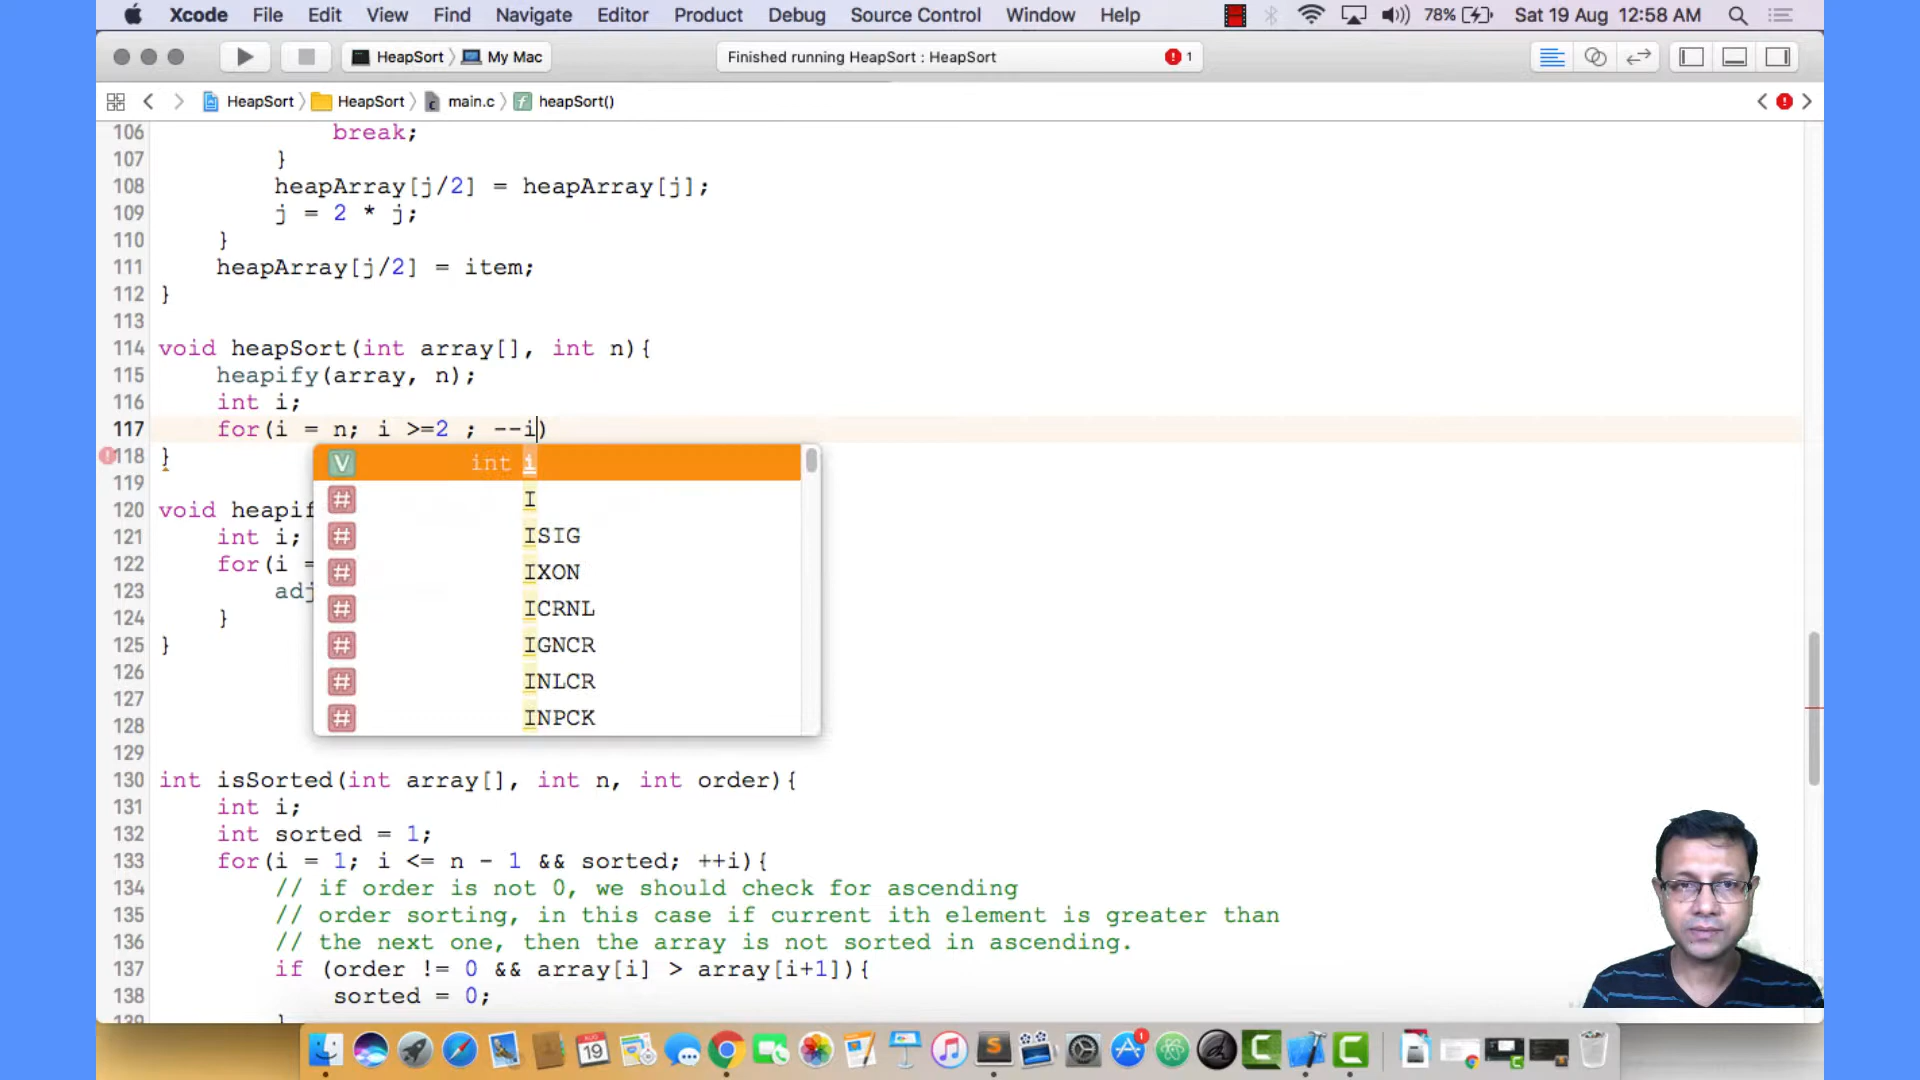 Xcode File Edit View Find Navigate Editor Product Debug Source Control Window Help 78% Sat 19 Aug 12:58 AM
HeapSort My Mac Finished running HeapSort : HeapSort 1
HeapSort HeapSort main.c heapSort()
106 break;
107 }
108 heapArray[j/2] = heapArray[j];
109 j = 2 * j;
110 }
111 heapArray[j/2] = item;
112 }
113
114 void heapSort(int array[], int n){
115 heapify(array, n);
116 int i;
117 for(i = n; i >=2 ; --i)
118 }
119
120 void heapif
121 int i;
122 for(i =
123 adj
124 }
125 }
126
127
128
129
V int i
# I
# ISIG
# IXON
# ICRNL
# IGNCR
# INLCR
# INPCK
130 int isSorted(int array[], int n, int order){
131 int i;
132 int sorted = 1;
133 for(i = 1; i <= n - 1 && sorted; ++i){
134 // if order is not 0, we should check for ascending
135 // order sorting, in this case if current ith element is greater than
136 // the next one, then the array is not sorted in ascending.
137 if (order != 0 && array[i] > array[i+1]){
138 sorted = 0;
139 }
19